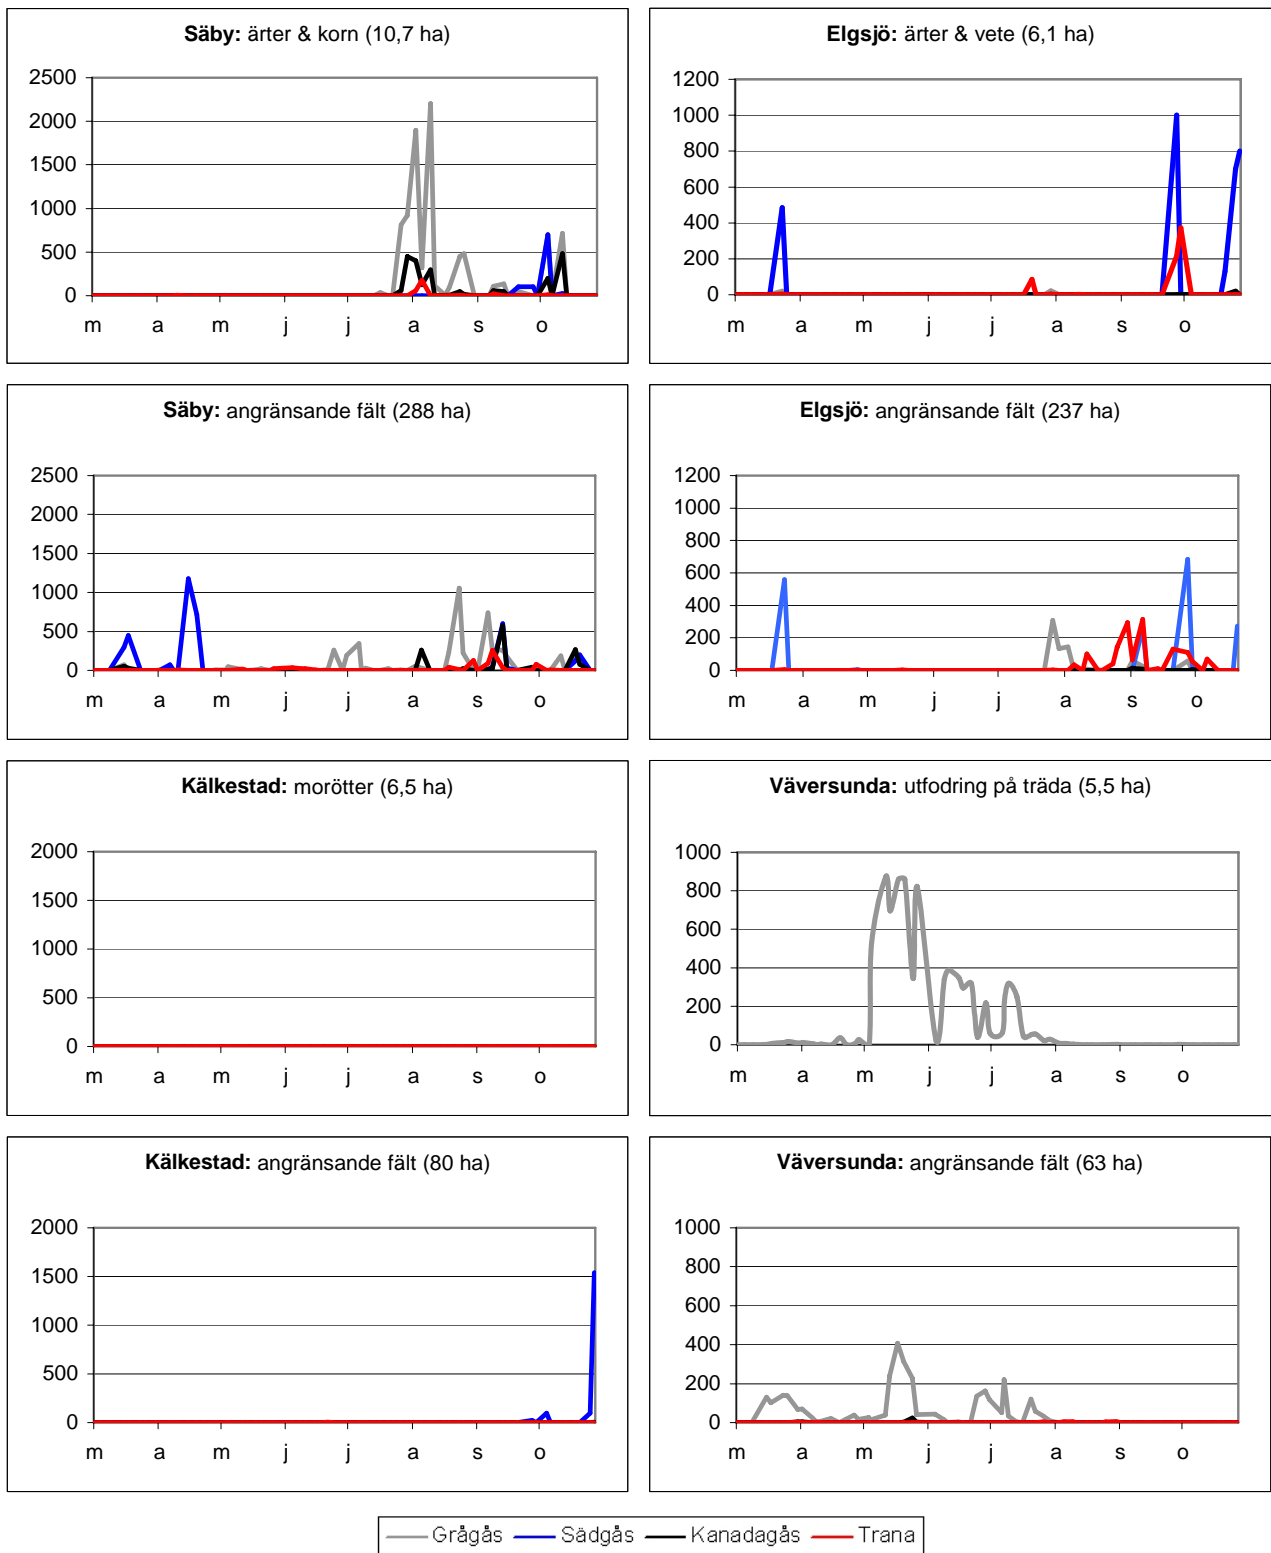 Säby: ärter & korn (10,7 ha)
2500
2000
1500
1000
500
0
m a m j j a s o
Elgsjö: ärter & vete (6,1 ha)
1200
1000
800
600
400
200
0
m a m j j a s o
Säby: angränsande fält (288 ha)
2500
2000
1500
1000
500
0
m a m j j a s o
Elgsjö: angränsande fält (237 ha)
1200
1000
800
600
400
200
0
m a m j j a s o
Kälkestad: morötter (6,5 ha)
2000
1500
1000
500
0
m a m j j a s o
Väversunda: utfodring på träda (5,5 ha)
1000
800
600
400
200
0
m a m j j a s o
Kälkestad: angränsande fält (80 ha)
2000
1500
1000
500
0
m a m j j a s o
Väversunda: angränsande fält (63 ha)
1000
800
600
400
200
0
m a m j j a s o
Grågås Sädgås Kanadagås Trana